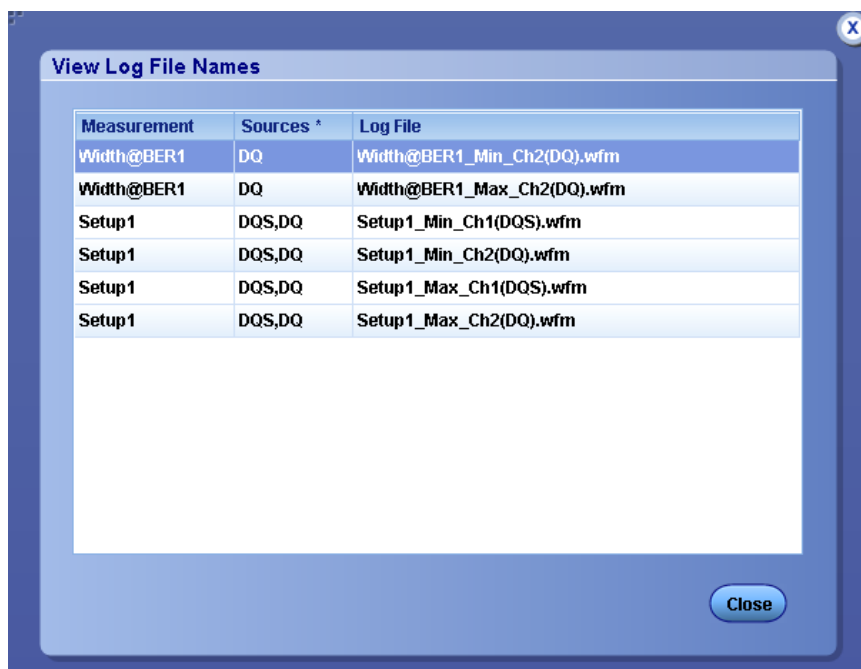 X
View Log File Names
Measurement Sources * Log File
Width@BER1 DQ Width@BER1_Min_Ch2(DQ).wfm
Width@BER1 DQ Width@BER1_Max_Ch2(DQ).wfm
Setup1 DQS,DQ Setup1_Min_Ch1(DQS).wfm
Setup1 DQS,DQ Setup1_Min_Ch2(DQ).wfm
Setup1 DQS,DQ Setup1_Max_Ch1(DQS).wfm
Setup1 DQS,DQ Setup1_Max_Ch2(DQ).wfm
Close